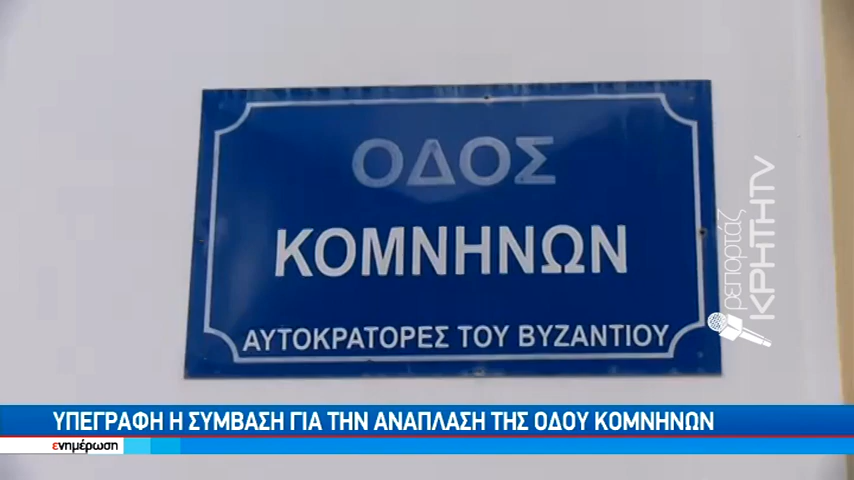 ΟΔΟΣ
ΚΟΜΝΗΝΩΝ
ΑΥΤΟΚΡΑΤΟΡΕΣ ΤΟΥ ΒΥΖΑΝΤΙΟΥ
ρεπορτάζ
ΚΡΗΤΗTV
ΥΠΕΓΡΑΦΗ Η ΣΥΜΒΑΣΗ ΓΙΑ ΤΗΝ ΑΝΑΠΛΑΣΗ ΤΗΣ ΟΔΟΥ ΚΟΜΝΗΝΩΝ
ενημέρωση